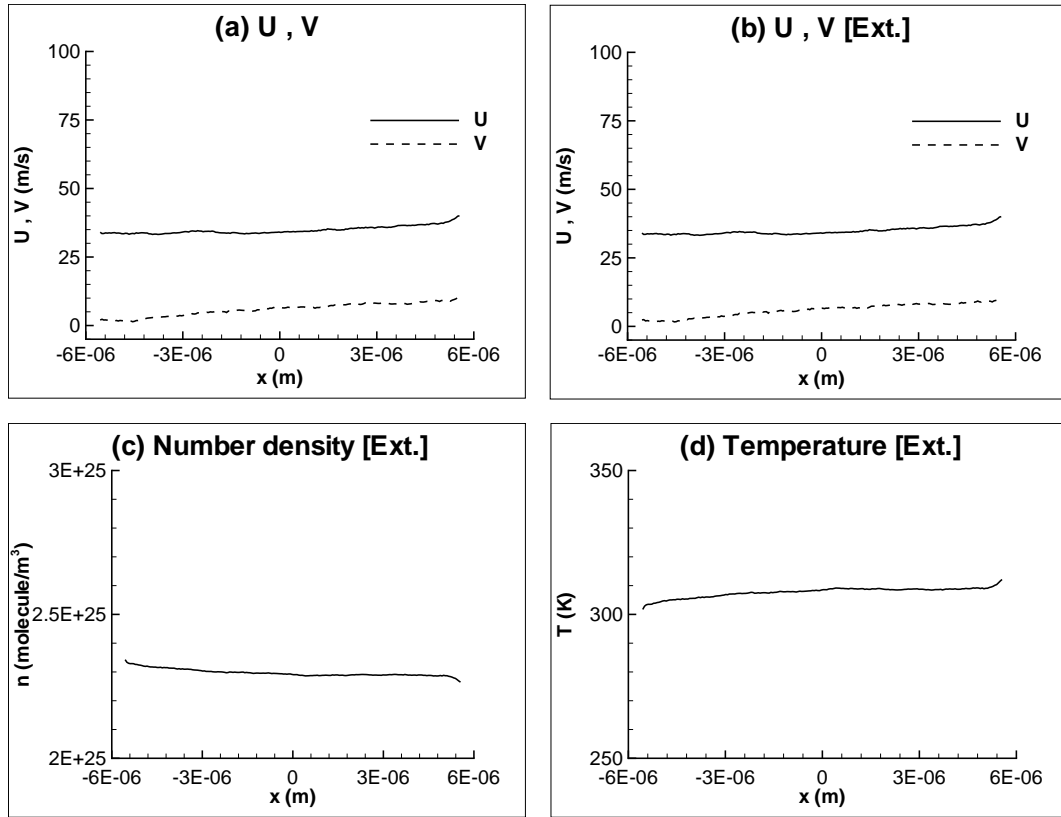 (a) U , V
100
75
50
25
0
U , V (m/s)
U
V
-6E-06 -3E-06 0 3E-06 6E-06
x (m)
(b) U , V [Ext.]
100
75
50
25
0
U , V (m/s)
U
V
-6E-06 -3E-06 0 3E-06 6E-06
x (m)
(c) Number density [Ext.]
3E+25
2.5E+25
2E+25
n (molecule/m³)
-6E-06 -3E-06 0 3E-06 6E-06
x (m)
(d) Temperature [Ext.]
350
300
250
T (K)
-6E-06 -3E-06 0 3E-06 6E-06
x (m)